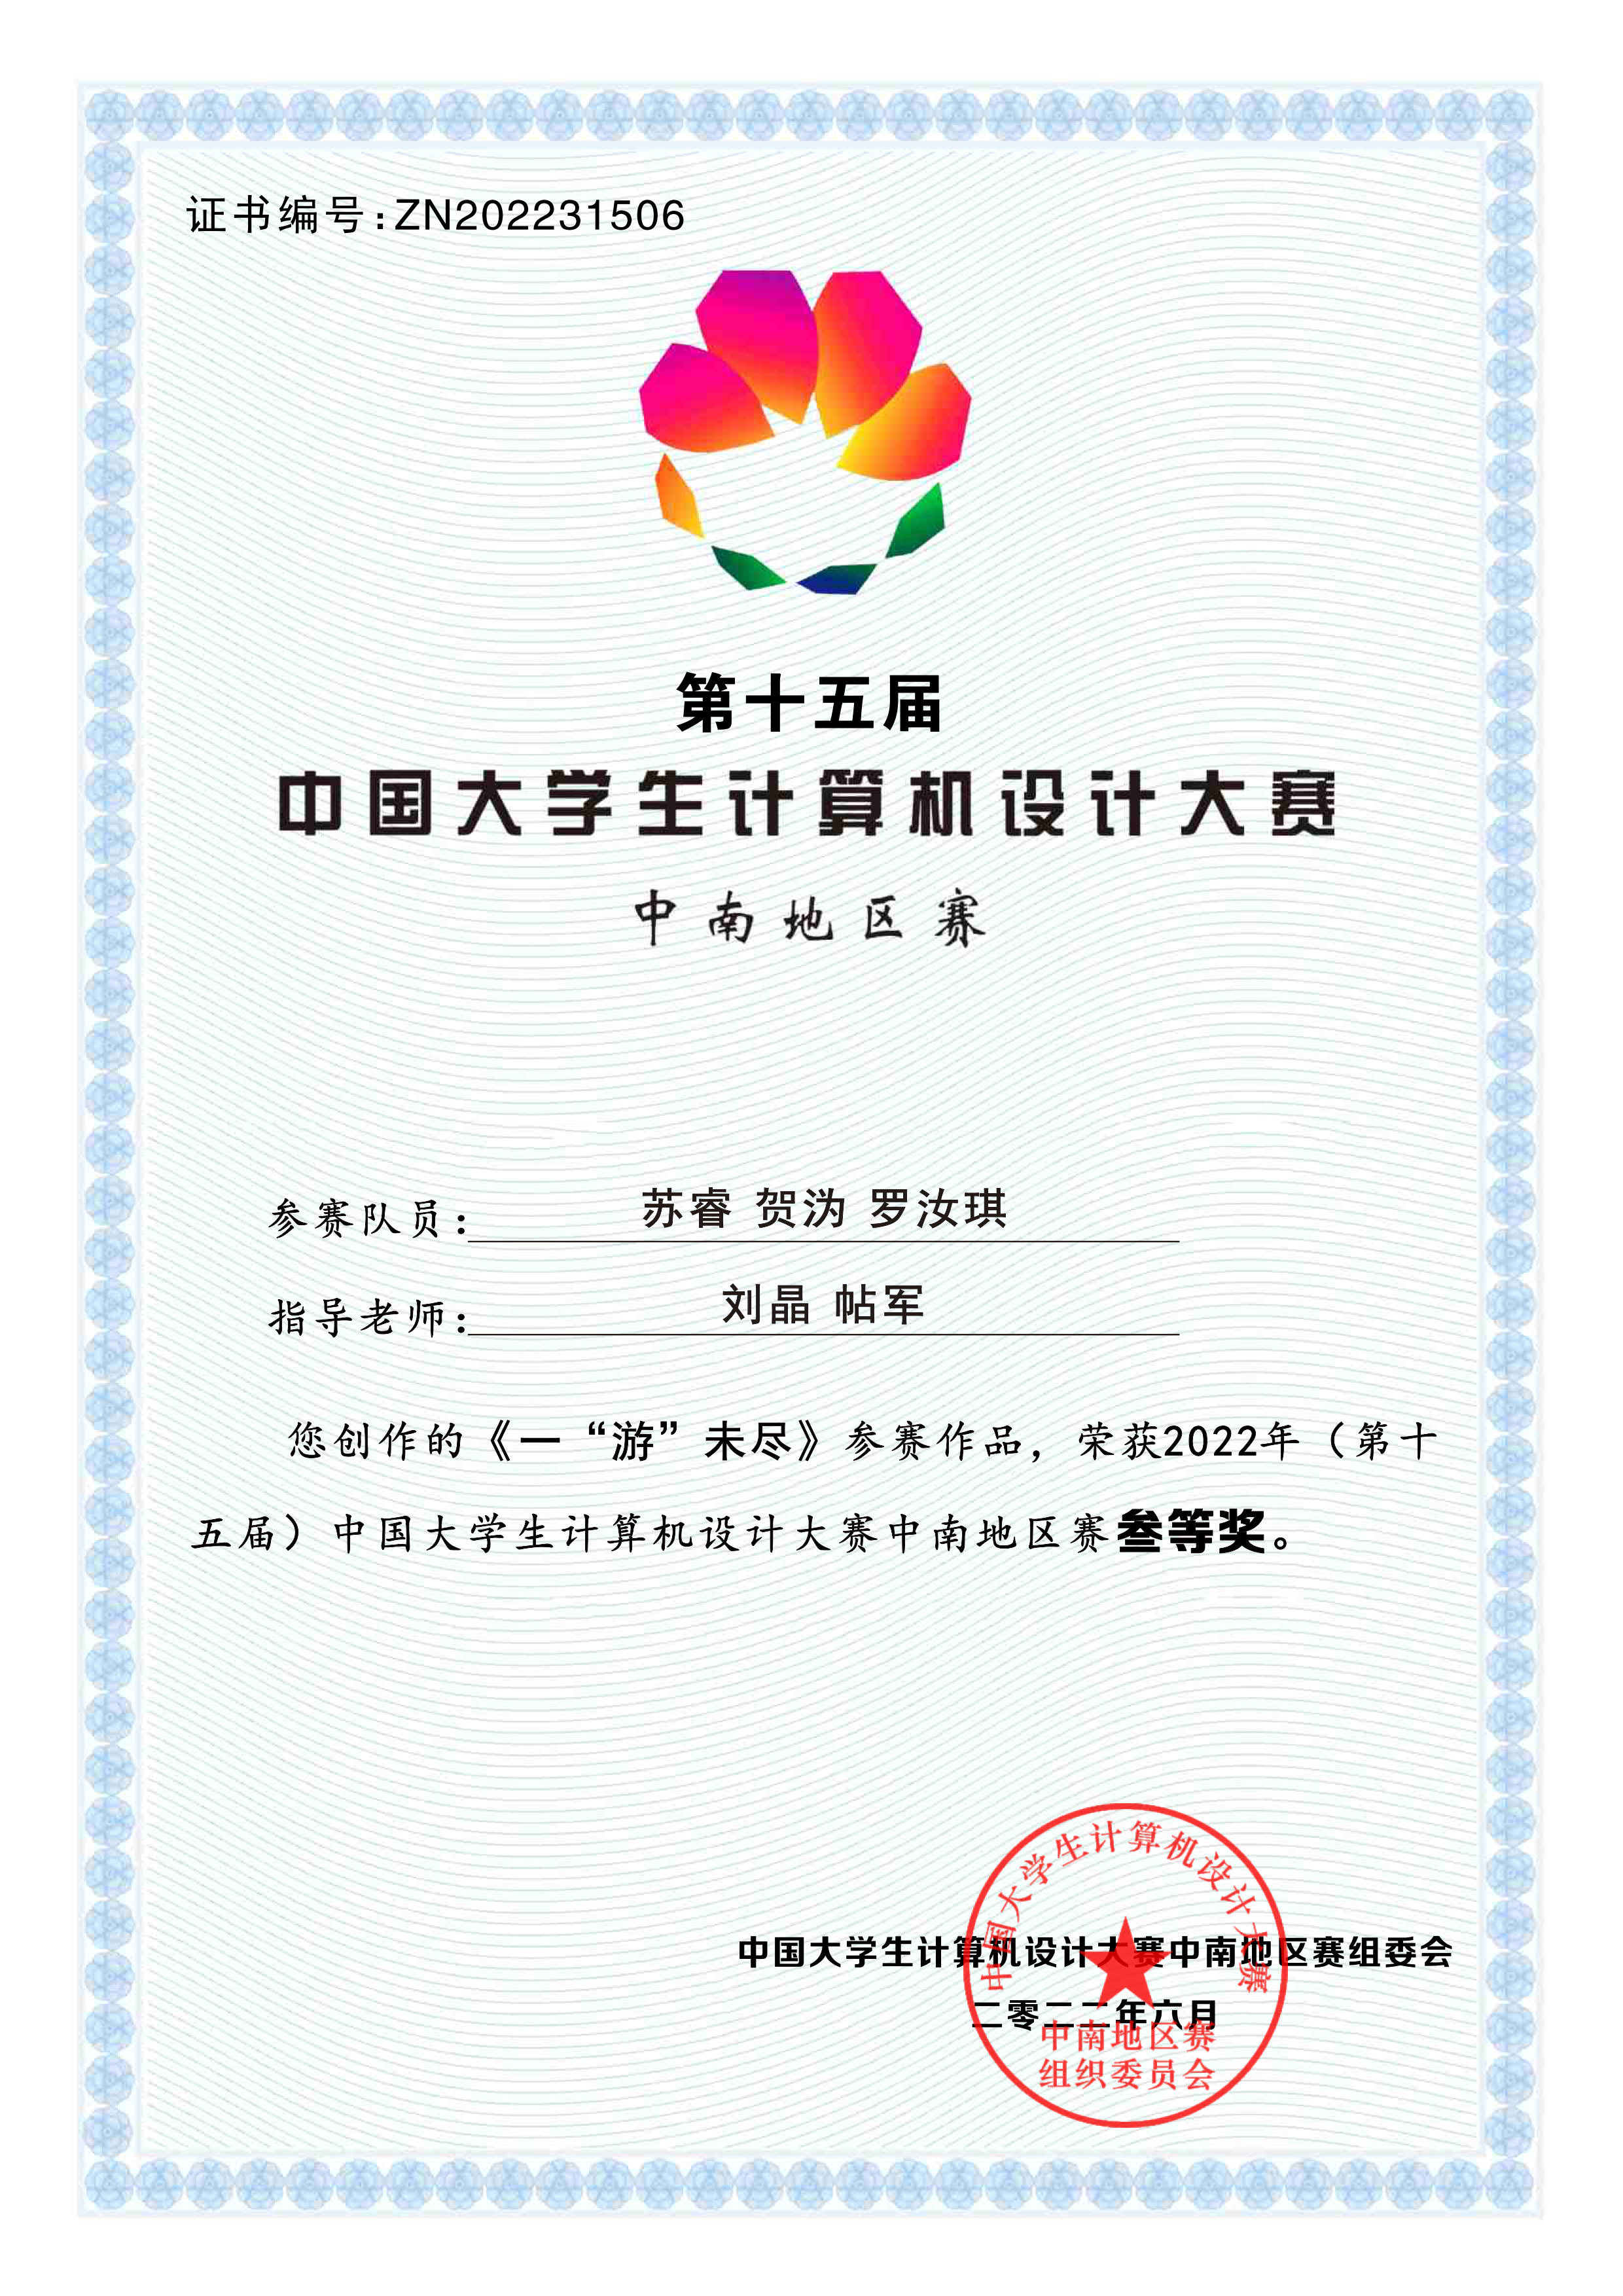 证书编号:ZN202231506
第十五届
中国大学生计算机设计大赛
中南地区赛
参赛队员: 苏睿 贺沩 罗汝琪
指导老师: 刘晶 帖军
您创作的《一“游”未尽》参赛作品，荣获2022年（第十
五届）中国大学生计算机设计大赛中南地区赛叁等奖。
中国大学生计算机设计大赛中南地区赛组委会
二零二二年六月
中国大学生计算机设计大赛
中南地区赛
组织委员会